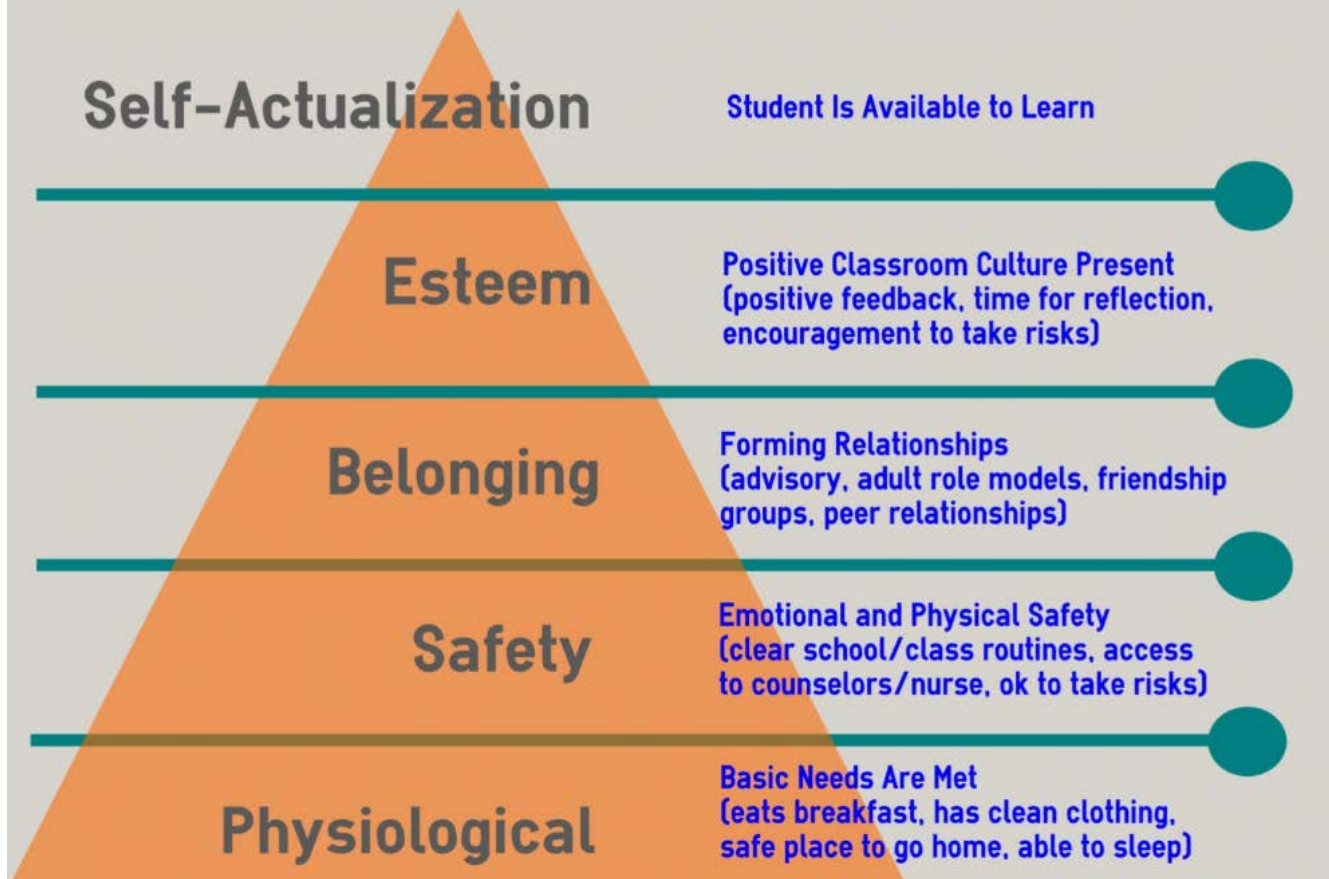 Self-Actualization
Student Is Available to Learn
Esteem
Positive Classroom Culture Present
(positive feedback, time for reflection,
encouragement to take risks)
Belonging
Forming Relationships
(advisory, adult role models, friendship
groups, peer relationships)
Safety
Emotional and Physical Safety
(clear school/class routines, access
to counselors/nurse, ok to take risks)
Physiological
Basic Needs Are Met
(eats breakfast, has clean clothing,
safe place to go home, able to sleep)